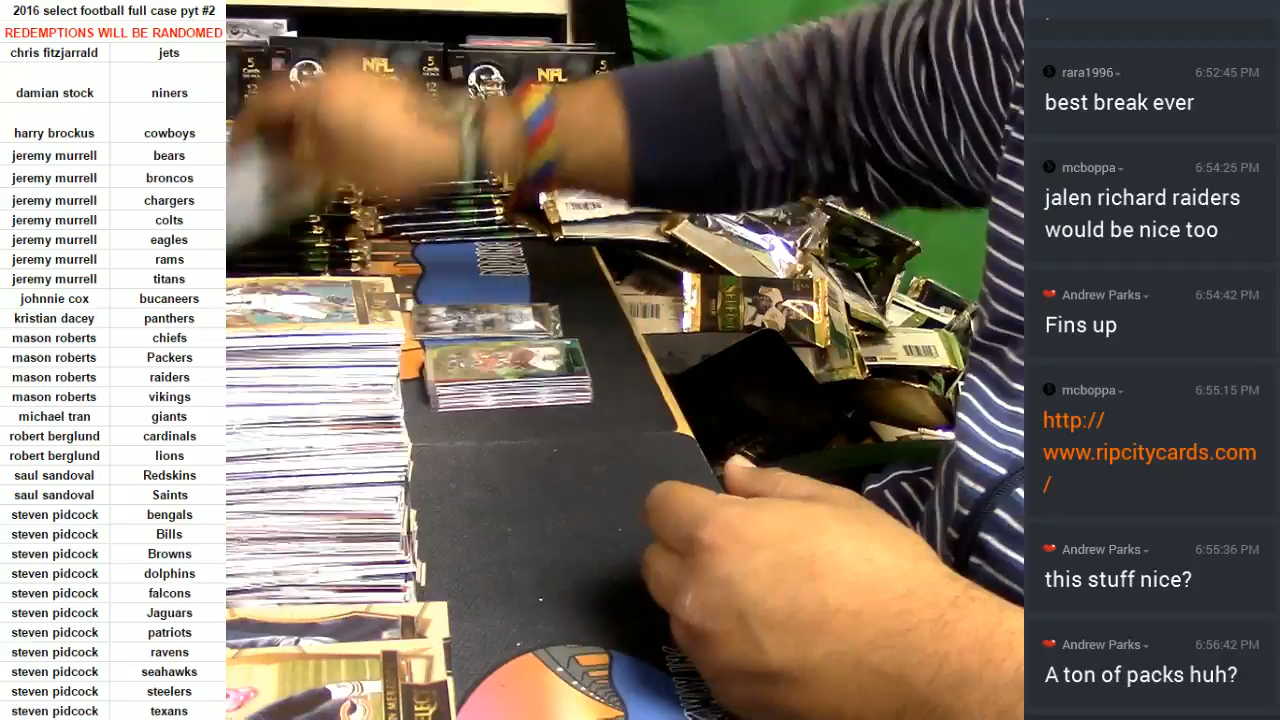 2016 select football full case pyt #2
REDEMPTIONS WILL BE RANDOMED
chris fitzjarrald jets
damian stock niners
harry brockus cowboys
jeremy murrell bears
jeremy murrell broncos
jeremy murrell chargers
jeremy murrell colts
jeremy murrell eagles
jeremy murrell rams
jeremy murrell titans
johnnie cox bucaneers
kristian dacey panthers
mason roberts chiefs
mason roberts Packers
mason roberts raiders
mason roberts vikings
michael tran giants
robert berglund cardinals
robert berglund lions
saul sandoval Redskins
saul sandoval Saints
steven pidcock bengals
steven pidcock Bills
steven pidcock Browns
steven pidcock dolphins
steven pidcock falcons
steven pidcock Jaguars
steven pidcock patriots
steven pidcock ravens
steven pidcock seahawks
steven pidcock steelers
steven pidcock texans
NFL
NFL
5
5
SELECT
rara1996 6:52:45 PM
best break ever
mcboppa 6:54:25 PM
jalen richard raiders
would be nice too
Andrew Parks 6:54:42 PM
Fins up
mcboppa 6:55:15 PM
http://
www.ripcitycards.com
/
Andrew Parks 6:55:36 PM
this stuff nice?
Andrew Parks 6:56:42 PM
A ton of packs huh?